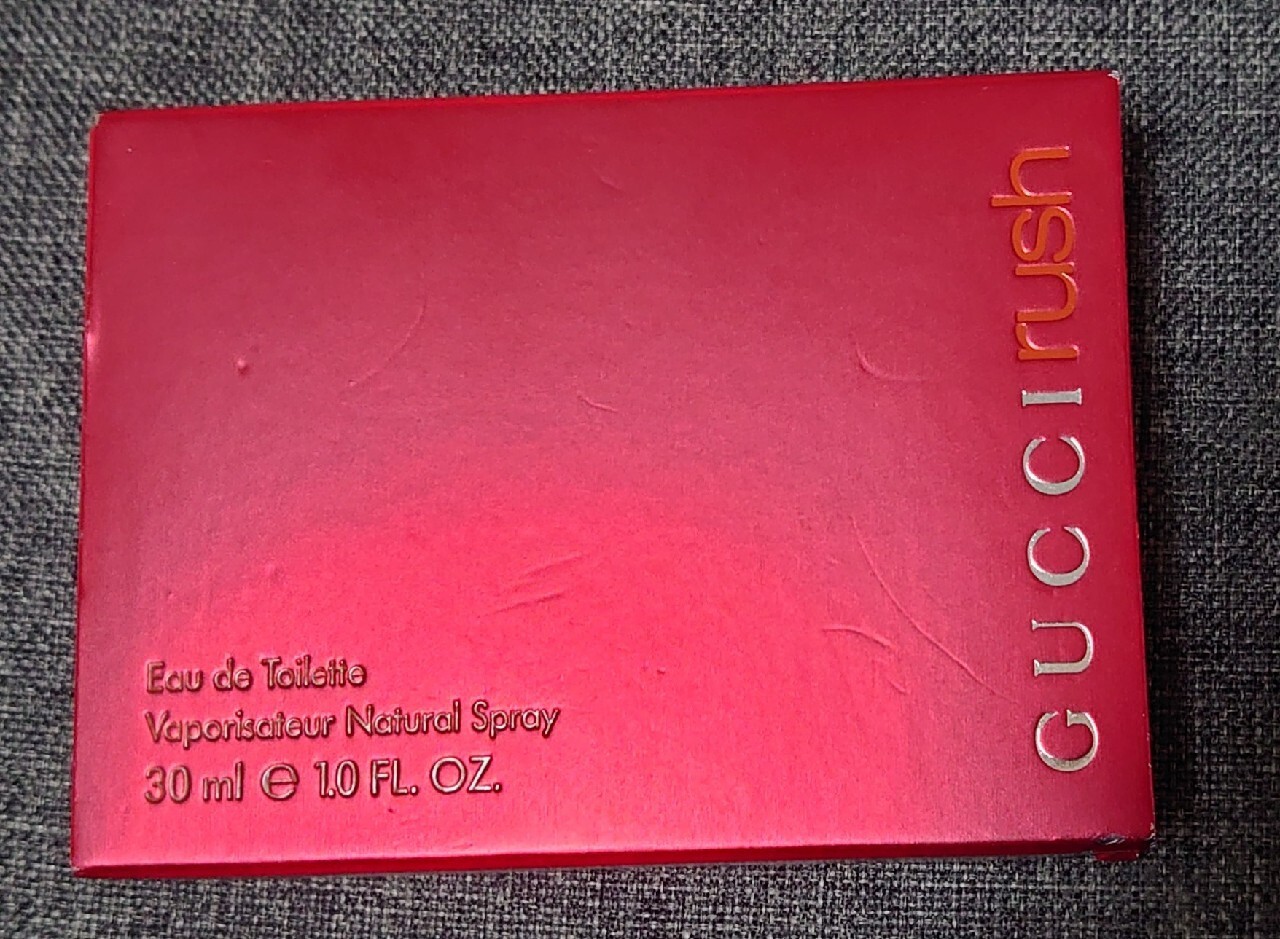 GUCCI rush
Eau de Toilette
Vaporisateur Natural Spray
30 ml ℮ 1.0 FL. OZ.